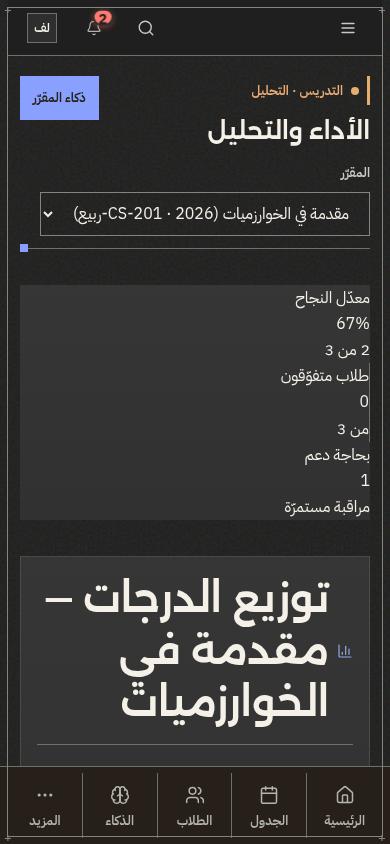 2
لف
التدريس · التحليل
الأداء والتحليل
ذكاء المقرّر
المقرّر
مقدمة في الخوارزميات (CS-201 · 2026-ربيع)
معدّل النجاح
67%
2 من 3
طلاب متفوّقون
0
من 3
بحاجة دعم
1
مراقبة مستمرّة
توزيع الدرجات —
مقدمة في
الخوارزميات
الرئيسية
الجدول
الطلاب
الذكاء
المزيد